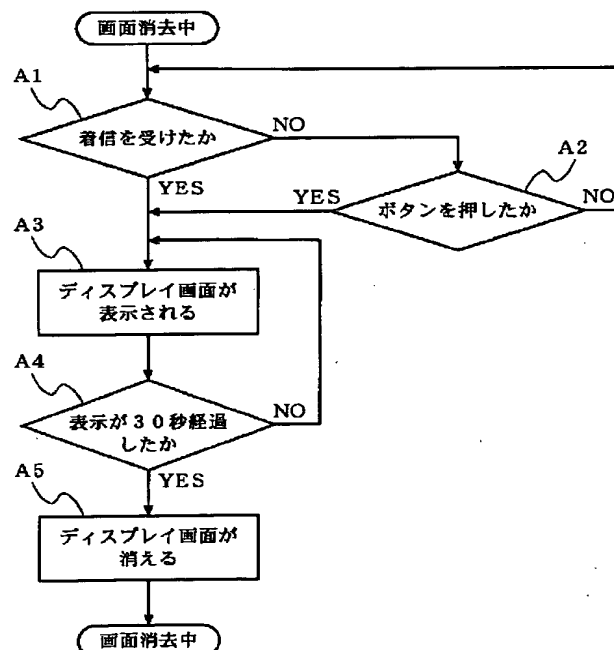 画面消去中
A1
着信を受けたか
NO
A2
YES
YES
ボタンを押したか
NO
A3
ディスプレイ画面が
表示される
A4
表示が30秒経過
したか
NO
YES
A5
ディスプレイ画面が
消える
画面消去中